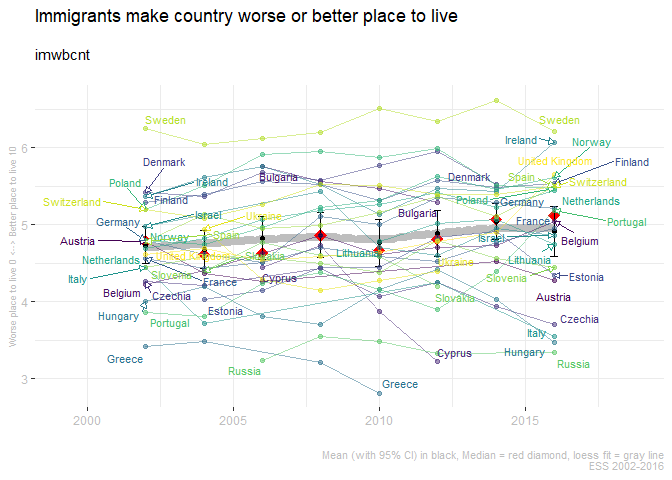 Immigrants make country worse or better place to live
imwbcnt
Worse place to live 0 <-- Better place to live 10
6
5
4
3
Sweden
Denmark
Poland
Ireland
Finland
Switzerland
Germany
Israel
Austria
Norway
Spain
Ukraine
United Kingdom
Netherlands
Slovakia
Slovenia
Italy
France
Belgium
Czechia
Hungary
Portugal
Estonia
Greece
Russia
Bulgaria
Cyprus
Lithuania
Bulgaria
Denmark
Poland
Ukraine
Slovakia
Cyprus
Greece
Sweden
Ireland
Norway
United Kingdom
Finland
Spain
Switzerland
Germany
Netherlands
France
Portugal
Israel
Belgium
Lithuania
Slovenia
Estonia
Austria
Czechia
Italy
Hungary
Russia
2000
2005
2010
2015
Mean (with 95% CI) in black, Median = red diamond, loess fit = gray line
ESS 2002-2016